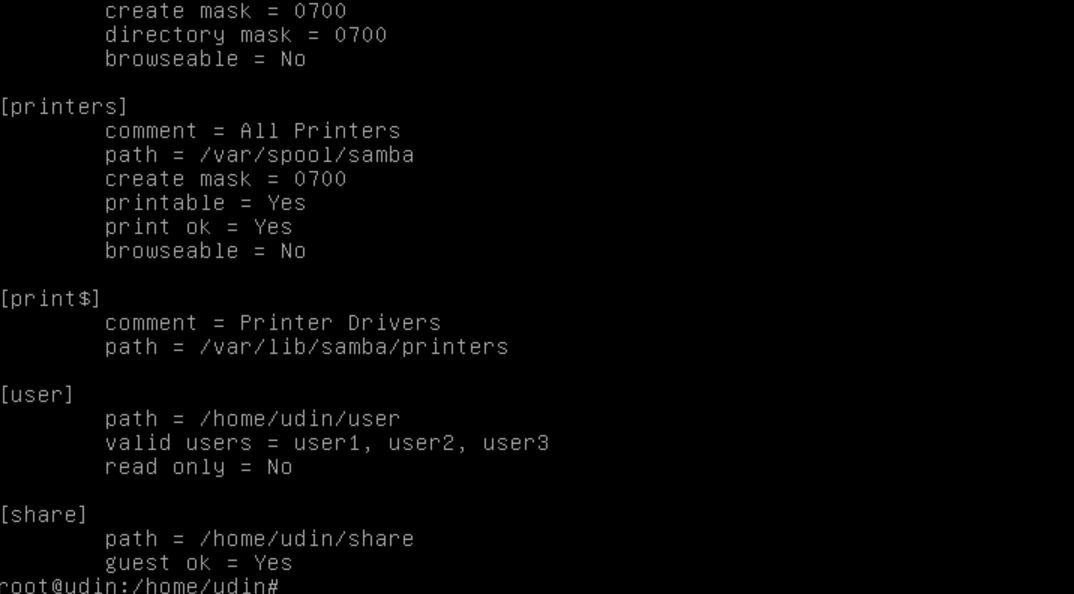 create mask = 0700
directory mask = 0700
browseable = No
[printers]
comment = All Printers
path = /var/spool/samba
create mask = 0700
printable = Yes
print ok = Yes
browseable = No
[print$]
comment = Printer Drivers
path = /var/lib/samba/printers
[user]
path = /home/udin/user
valid users = user1, user2, user3
read only = No
[share]
path = /home/udin/share
guest ok = Yes
root@udin:/home/udin#